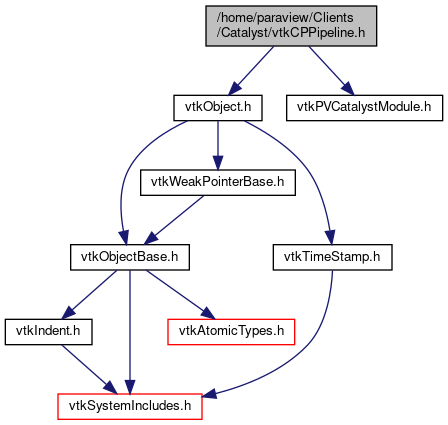 /home/paraview/Clients
/Catalyst/vtkCPPipeline.h
vtkObject.h
vtkPVCatalystModule.h
vtkWeakPointerBase.h
vtkObjectBase.h
vtkTimeStamp.h
vtkIndent.h
vtkAtomicTypes.h
vtkSystemIncludes.h